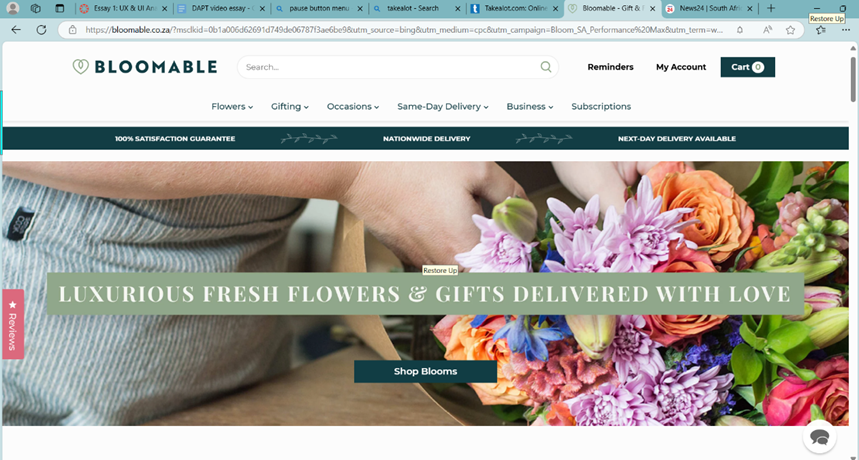 Essay 1: UX & UI An
DAPT video essay -
pause button menu
takealot - Search
Takealot.com: Online
Bloomable - Gift &
News24 | South Afri
Restore Up
https://bloomable.co.za/?msclkid=0b1a006d62691d749de06787f3ae6be9&utm_source=bing&utm_medium=cpc&utm_campaign=Bloom_SA_Performance%20Max&utm_term=w...
BLOOMABLE
Search...
Reminders
My Account
Cart 0
Flowers
Gifting
Occasions
Same-Day Delivery
Business
Subscriptions
100% SATISFACTION GUARANTEE
NATIONWIDE DELIVERY
NEXT-DAY DELIVERY AVAILABLE
Restore Up
LUXURIOUS FRESH FLOWERS & GIFTS DELIVERED WITH LOVE
★ Reviews
Shop Blooms